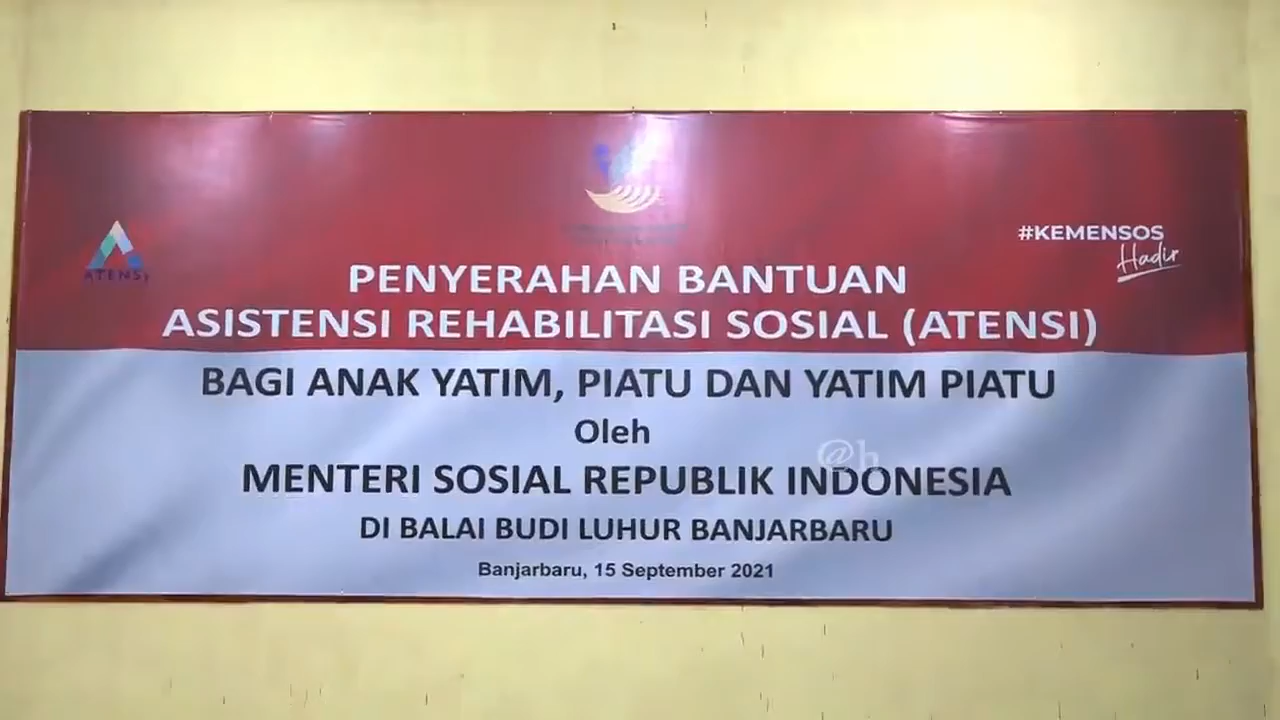 ATENSI
#KEMENSOS
Hadir
PENYERAHAN BANTUAN
ASISTENSI REHABILITASI SOSIAL (ATENSI)
BAGI ANAK YATIM, PIATU DAN YATIM PIATU
Oleh
@h
MENTERI SOSIAL REPUBLIK INDONESIA
DI BALAI BUDI LUHUR BANJARBARU
Banjarbaru, 15 September 2021